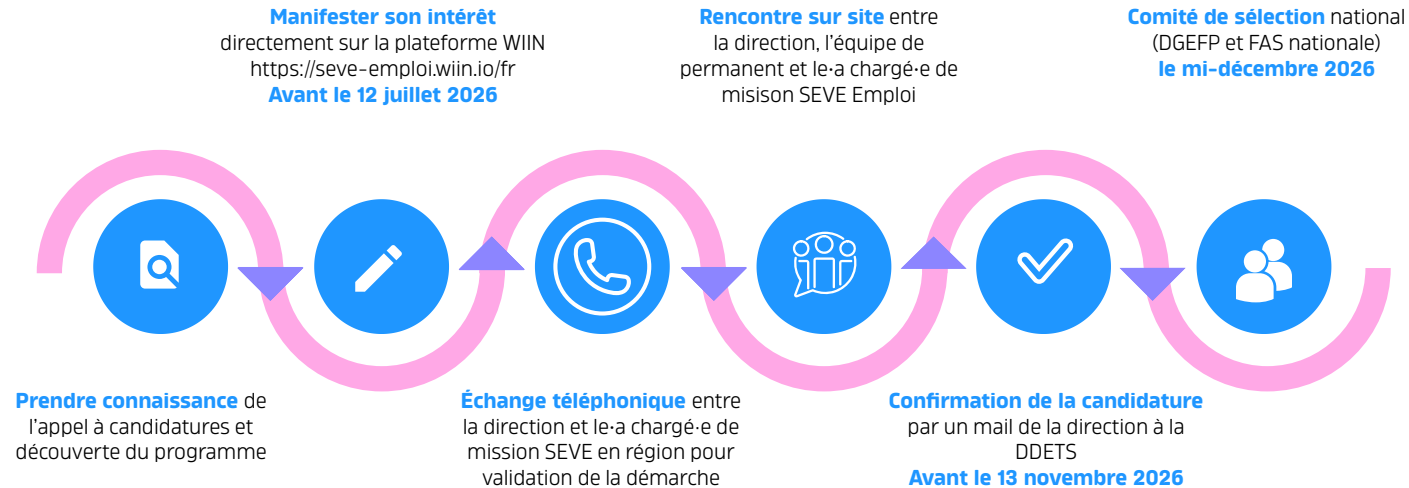 Manifester son intérêt
directement sur la plateforme WIIN
https://seve-emploi.wiin.io/fr
Avant le 12 juillet 2026
Rencontre sur site entre
la direction, l'équipe de
permanent et le·a chargé·e de
misison SEVE Emploi
Comité de sélection national
(DGEFP et FAS nationale)
le mi-décembre 2026
Prendre connaissance de
l'appel à candidatures et
découverte du programme
Échange téléphonique entre
la direction et le·a chargé·e de
mission SEVE en région pour
validation de la démarche
Confirmation de la candidature
par un mail de la direction à la
DDETS
Avant le 13 novembre 2026